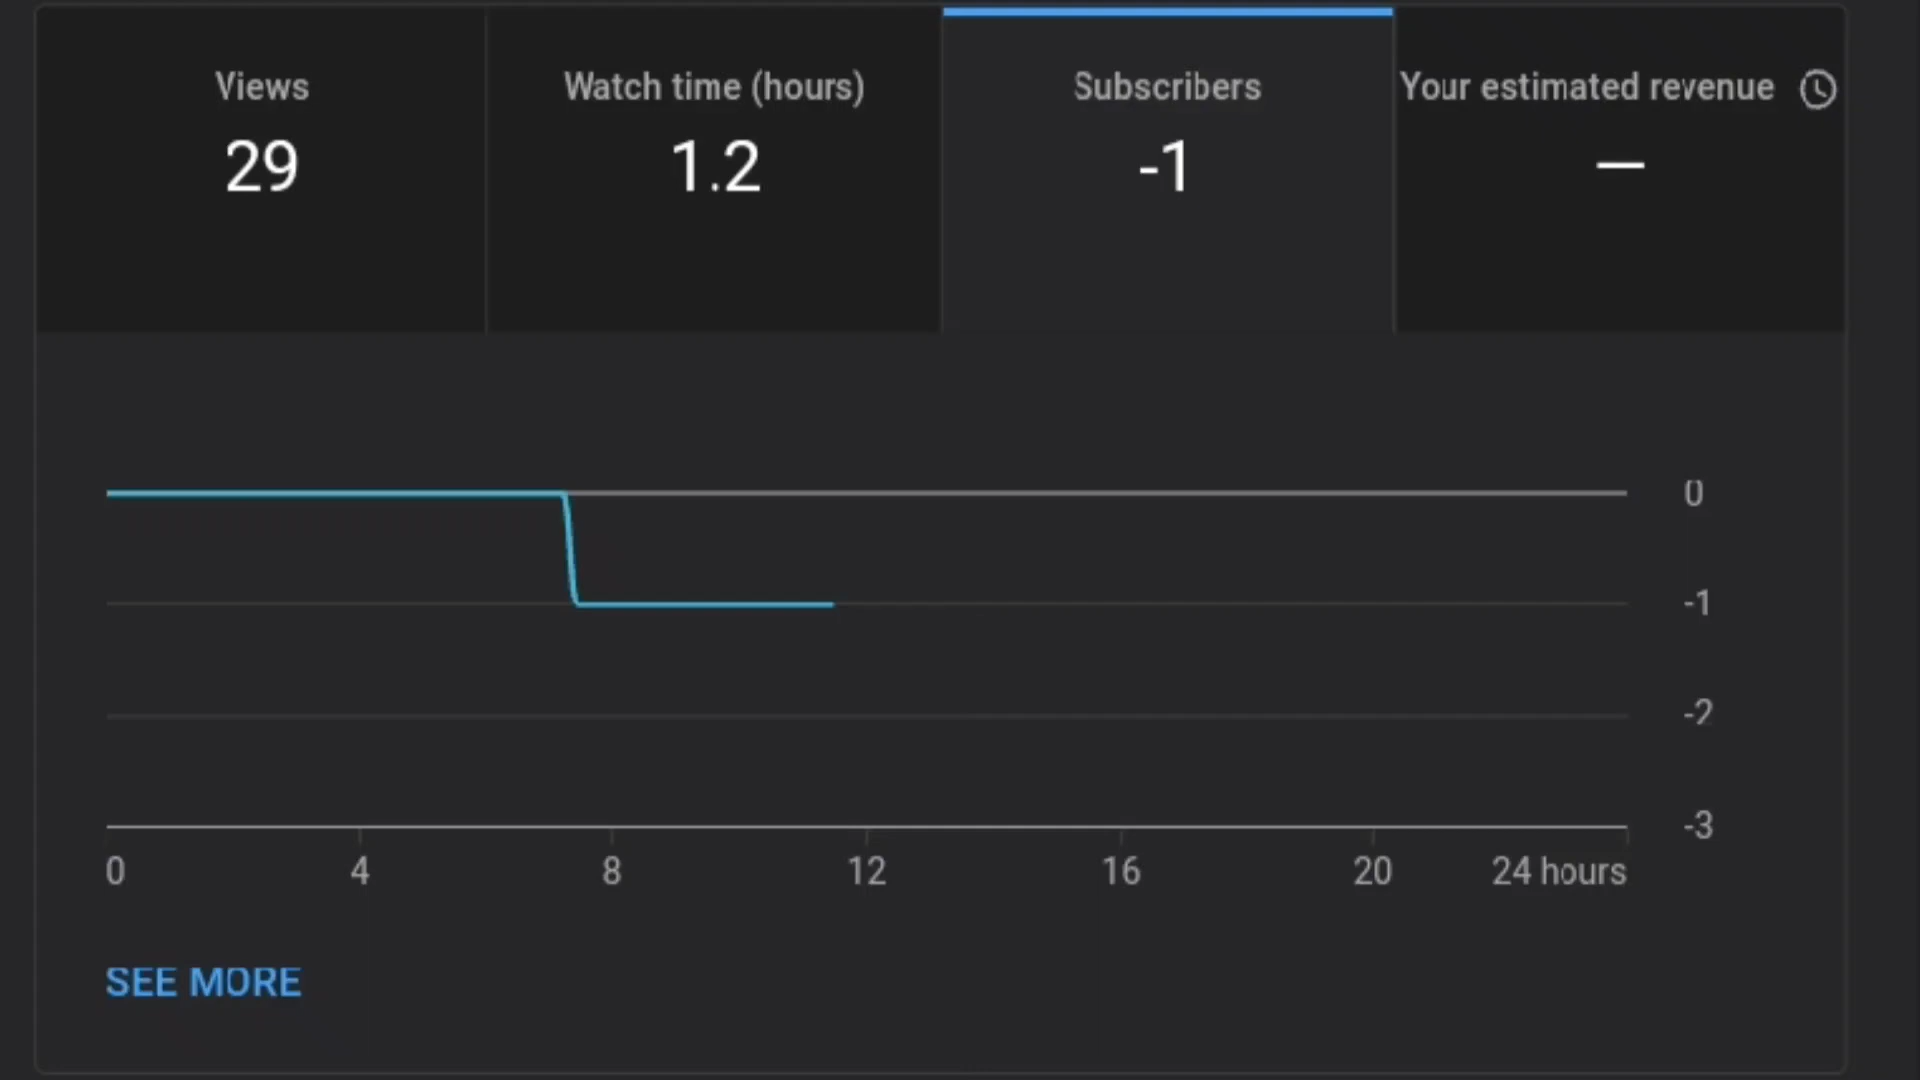 Views
Watch time (hours)
Subscribers
Your estimated revenue
29
1.2
-1
—
0
-1
-2
-3
0 4 8 12 16 20 24 hours
SEE MORE